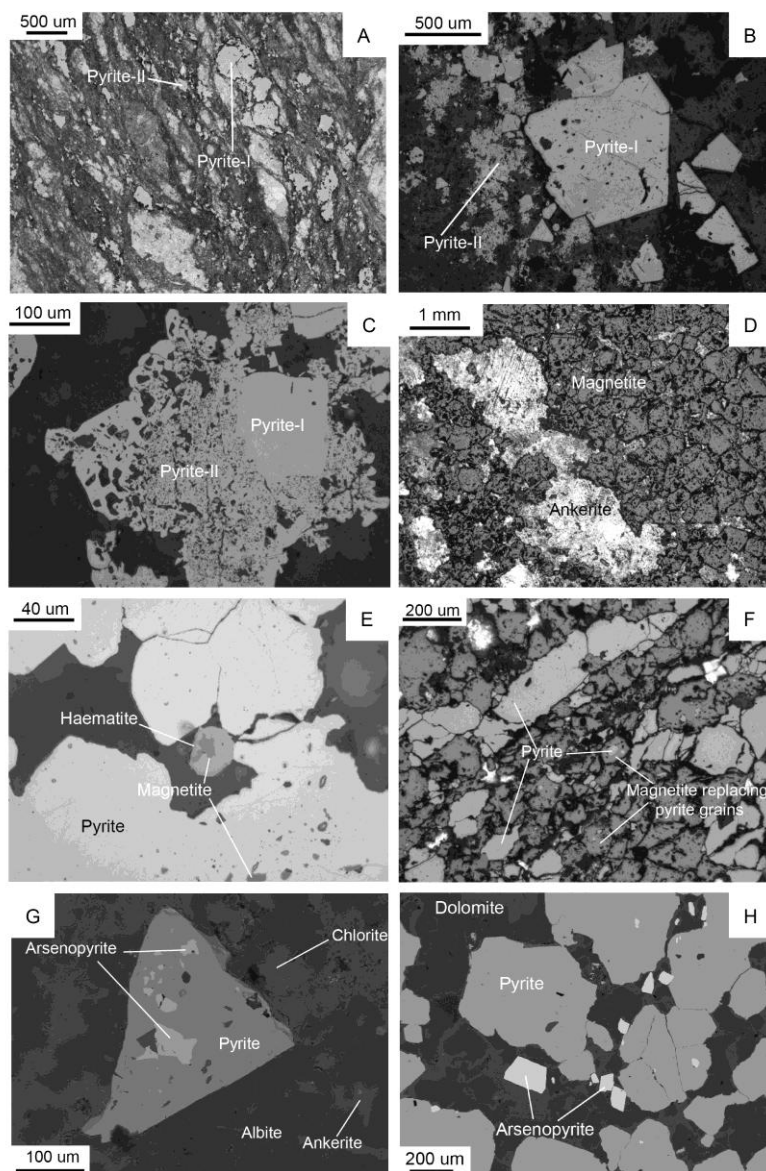 500 um
A
Pyrite-II
Pyrite-I
500 um
B
Pyrite-I
Pyrite-II
100 um
C
Pyrite-I
Pyrite-II
1 mm
D
Magnetite
Ankerite
40 um
E
Haematite
Magnetite
Pyrite
200 um
F
Pyrite
Magnetite replacing
pyrite grains
G
Arsenopyrite
Chlorite
Pyrite
Albite
Ankerite
100 um
Dolomite
H
Pyrite
Arsenopyrite
200 um